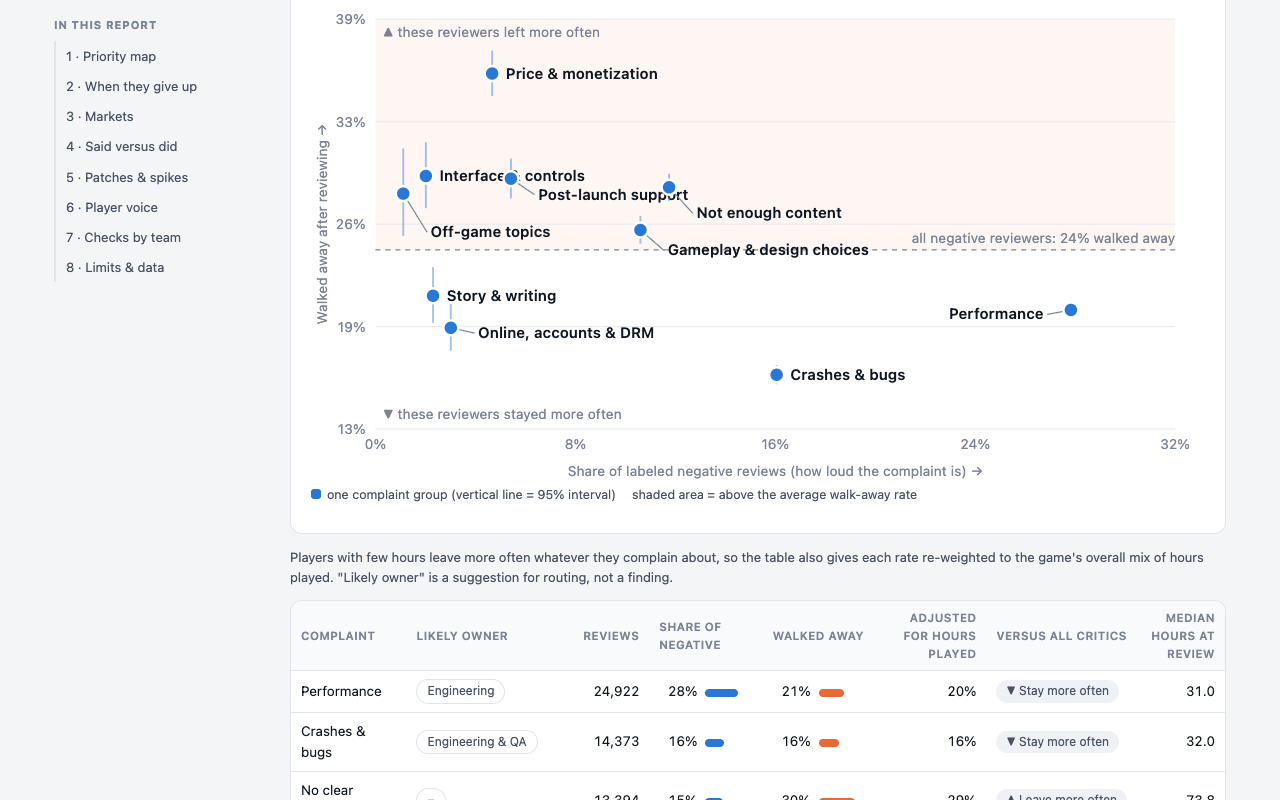 IN THIS REPORT
1 · Priority map
2 · When they give up
3 · Markets
4 · Said versus did
5 · Patches & spikes
6 · Player voice
7 · Checks by team
8 · Limits & data
39%
▲ these reviewers left more often
Price & monetization
33%
Interface & controls
Post-launch support
Not enough content
Off-game topics
26%
Gameplay & design choices
all negative reviewers: 24% walked away
Walked away after reviewing →
Story & writing
Performance
19%
Online, accounts & DRM
Crashes & bugs
▼ these reviewers stayed more often
13%
0%
8%
16%
24%
32%
Share of labeled negative reviews (how loud the complaint is) →
one complaint group (vertical line = 95% interval)
shaded area = above the average walk-away rate
Players with few hours leave more often whatever they complain about, so the table also gives each rate re-weighted to the game's overall mix of hours
played. "Likely owner" is a suggestion for routing, not a finding.
COMPLAINT
LIKELY OWNER
REVIEWS
SHARE OF
NEGATIVE
WALKED AWAY
ADJUSTED
FOR HOURS
PLAYED
VERSUS ALL CRITICS
MEDIAN
HOURS AT
REVIEW
Performance
Engineering
24,922
28%
21%
20%
▼ Stay more often
31.0
Crashes &
bugs
Engineering & QA
14,373
16%
16%
16%
▼ Stay more often
32.0
No clear
13,394
15%
30%
29%
▲ Leave more often
73.8